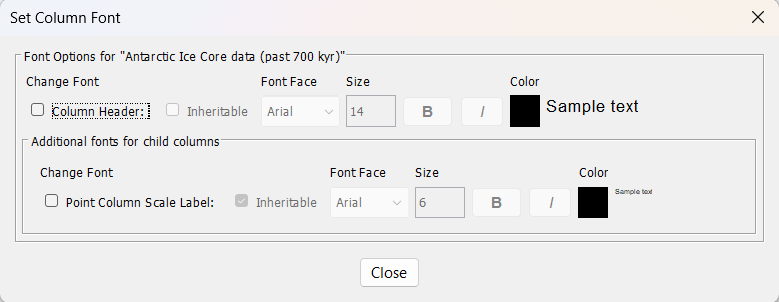 Set Column Font
Font Options for "Antarctic Ice Core data (past 700 kyr)"
Change Font Font Face Size Color
Column Header: Inheritable Arial 14 B I Sample text
Additional fonts for child columns
Change Font Font Face Size Color
Point Column Scale Label: Inheritable Arial 6 B I Sample text
Close